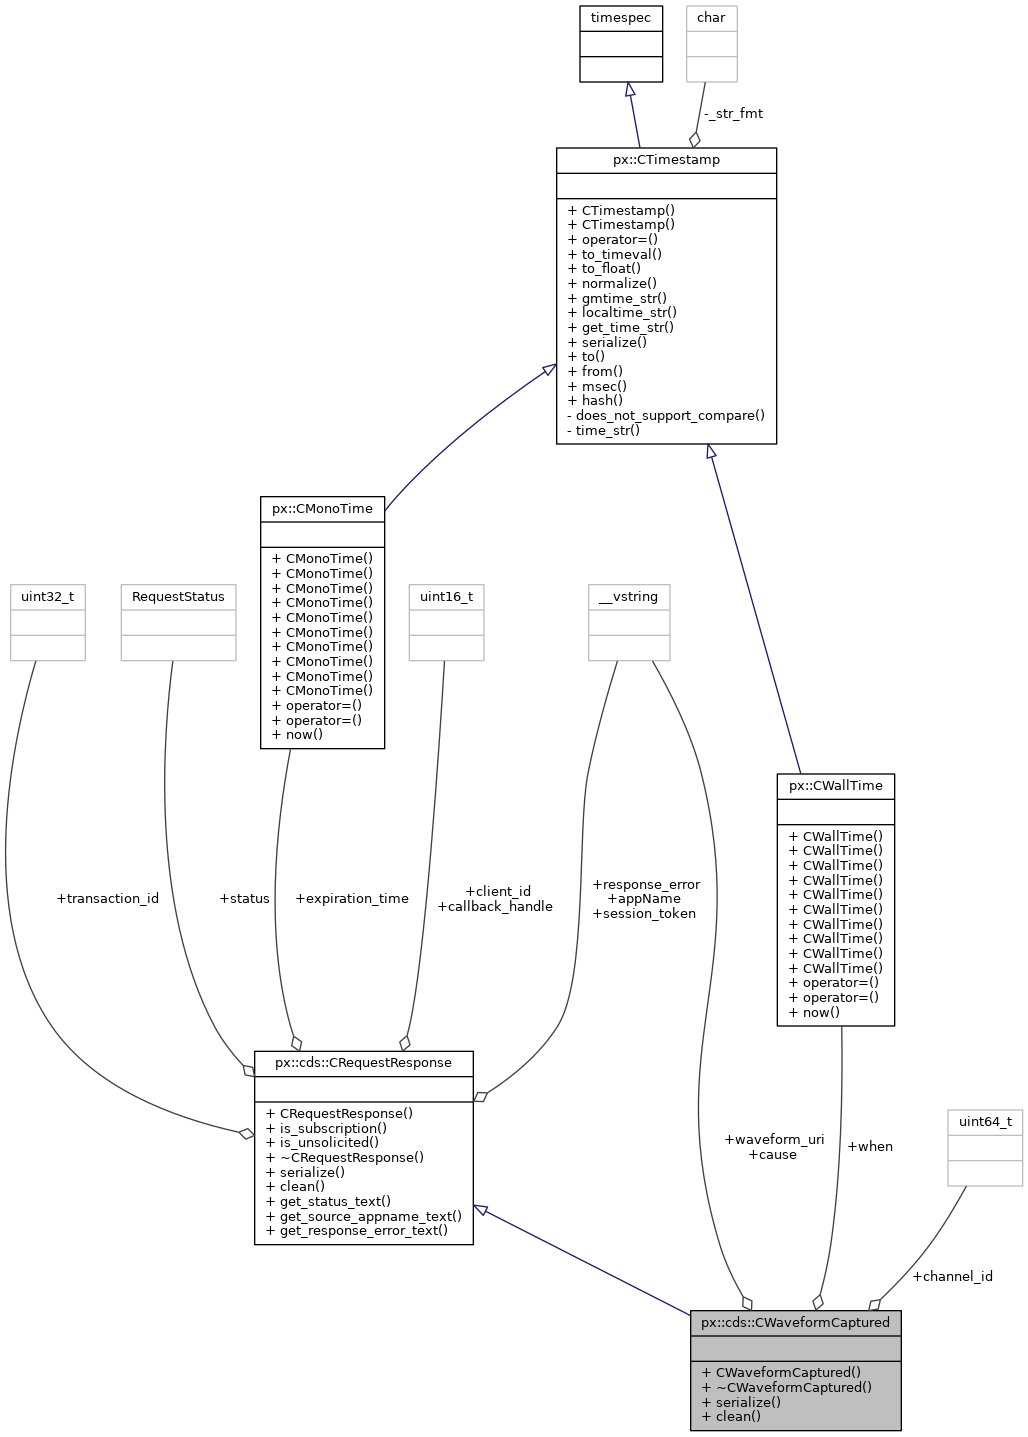 timespec
char
-_str_fmt
px::CTimestamp
+ CTimestamp()
+ CTimestamp()
+ operator=()
+ to_timeval()
+ to_float()
+ normalize()
+ gmtime_str()
+ localtime_str()
+ get_time_str()
+ serialize()
+ to()
+ from()
+ msec()
+ hash()
- does_not_support_compare()
- time_str()
px::CMonoTime
+ CMonoTime()
+ CMonoTime()
+ CMonoTime()
+ CMonoTime()
+ CMonoTime()
+ CMonoTime()
+ CMonoTime()
+ CMonoTime()
+ CMonoTime()
+ CMonoTime()
+ operator=()
+ operator=()
+ now()
uint32_t
RequestStatus
uint16_t
__vstring
px::CWallTime
+ CWallTime()
+ CWallTime()
+ CWallTime()
+ CWallTime()
+ CWallTime()
+ CWallTime()
+ CWallTime()
+ CWallTime()
+ CWallTime()
+ CWallTime()
+ operator=()
+ operator=()
+ now()
+transaction_id
+status
+expiration_time
+client_id
+callback_handle
+response_error
+appName
+session_token
px::cds::CRequestResponse
+ CRequestResponse()
+ is_subscription()
+ is_unsolicited()
+ ~CRequestResponse()
+ serialize()
+ clean()
+ get_status_text()
+ get_source_appname_text()
+ get_response_error_text()
+waveform_uri
+cause
+when
uint64_t
+channel_id
px::cds::CWaveformCaptured
+ CWaveformCaptured()
+ ~CWaveformCaptured()
+ serialize()
+ clean()